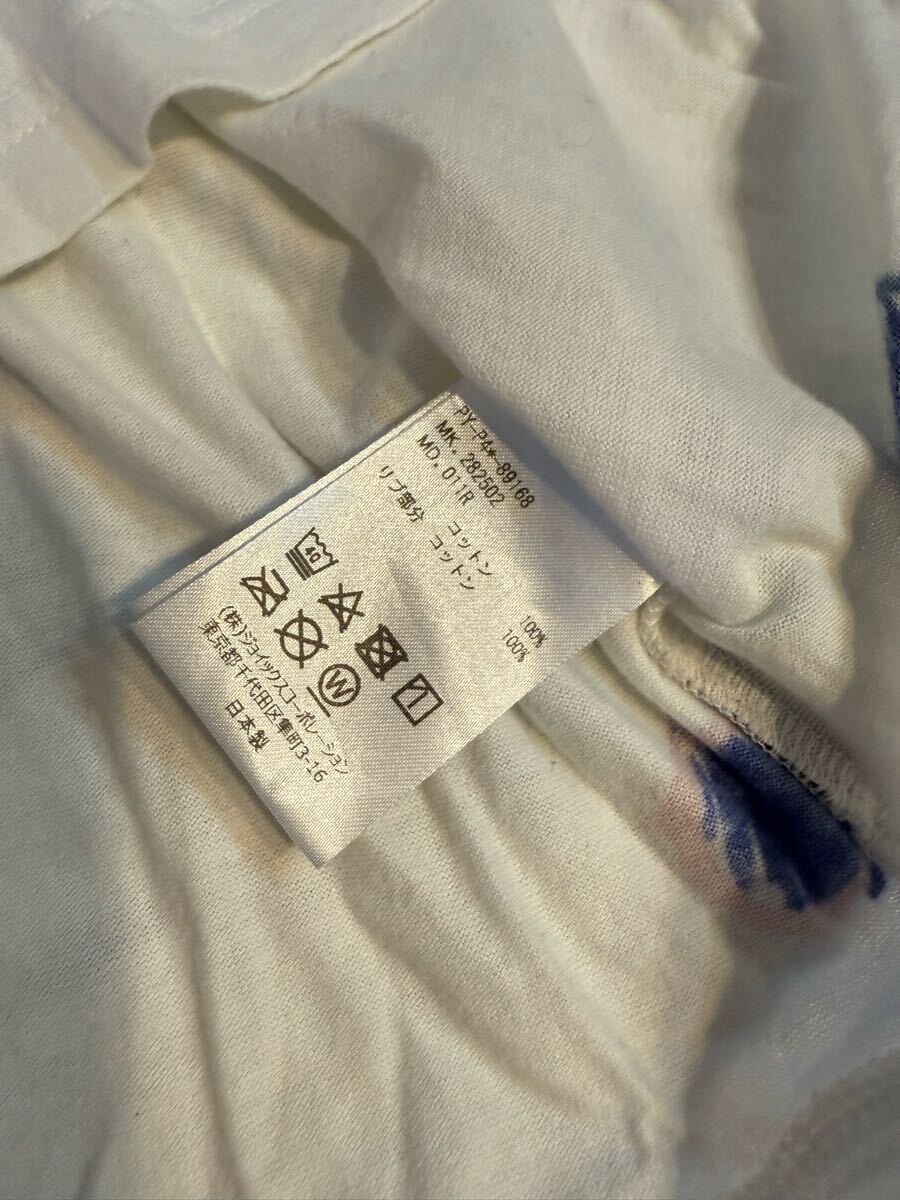 PY-P4*-89168
MK. 282502
MD. 011R
コットン 100%
リブ部分 コットン 100%
40
W
(株)ジョイックスコーポレーション
東京都千代田区隼町3-16
日本製